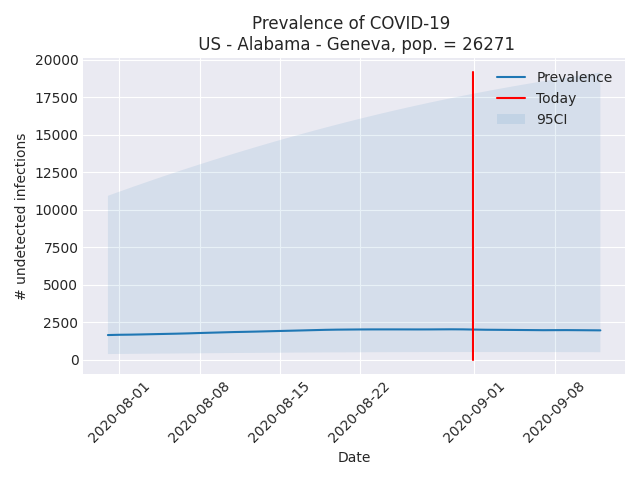 Prevalence of COVID-19
US - Alabama - Geneva, pop. = 26271
# undetected infections
20000
17500
15000
12500
10000
7500
5000
2500
0
Prevalence
Today
95CI
2020-08-01
2020-08-08
2020-08-15
2020-08-22
2020-09-01
2020-09-08
Date